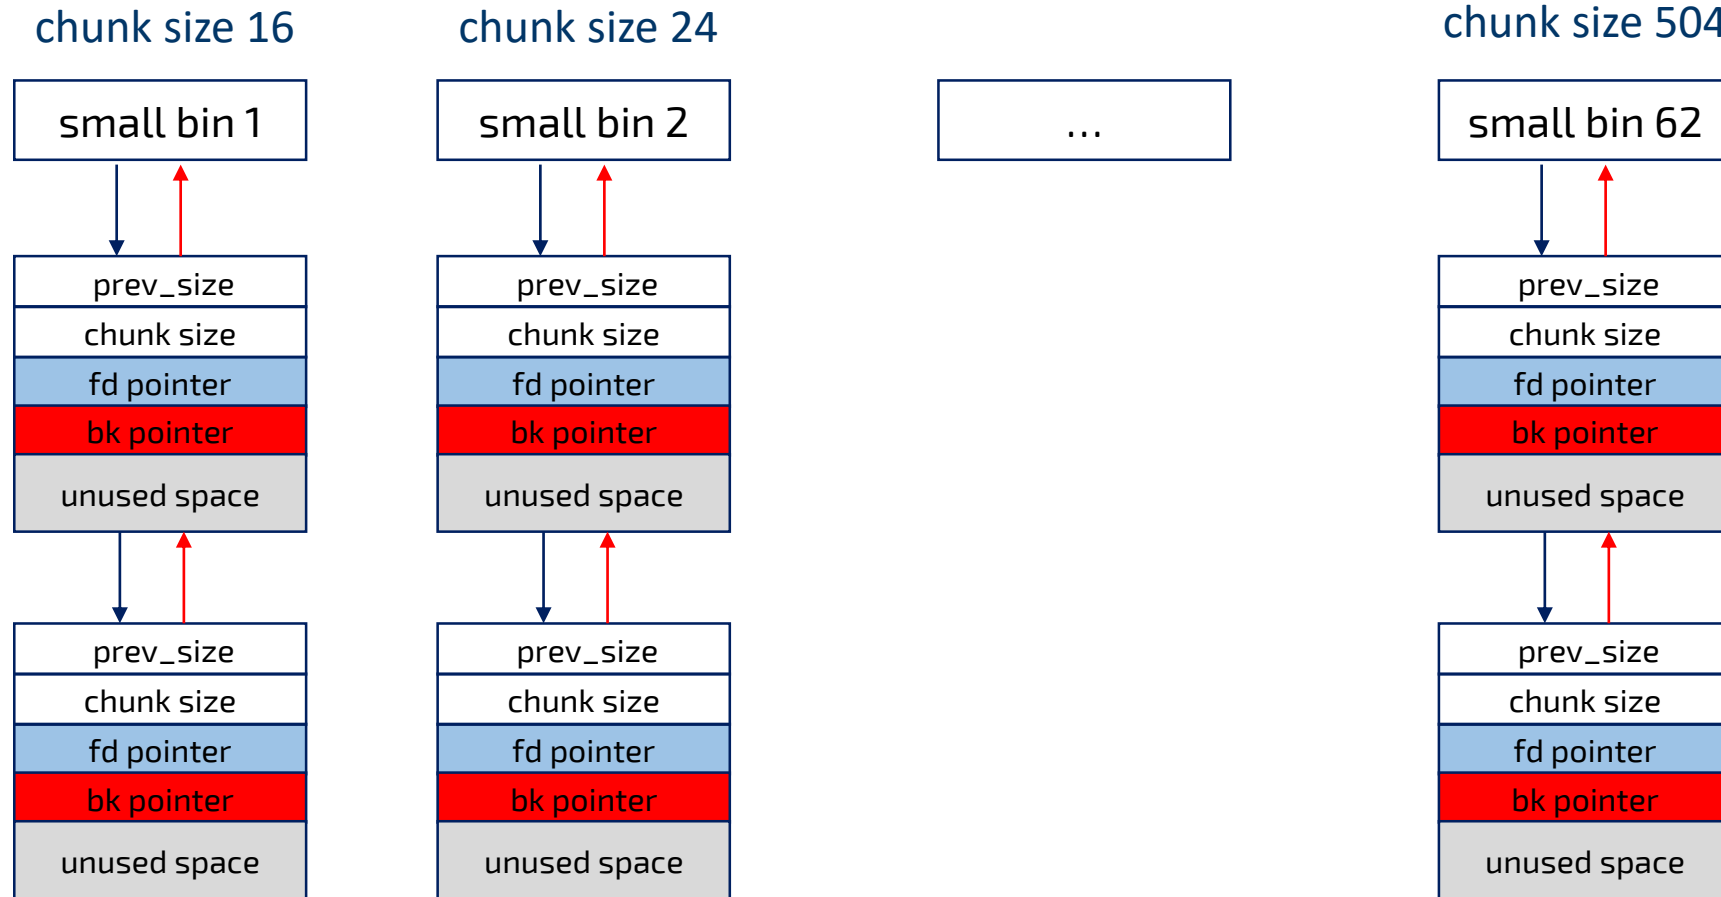 chunk size 16
small bin 1
prev_size
chunk size
fd pointer
bk pointer
unused space
prev_size
chunk size
fd pointer
bk pointer
unused space
chunk size 24
small bin 2
prev_size
chunk size
fd pointer
bk pointer
unused space
prev_size
chunk size
fd pointer
bk pointer
unused space
...
chunk size 504
small bin 62
prev_size
chunk size
fd pointer
bk pointer
unused space
prev_size
chunk size
fd pointer
bk pointer
unused space